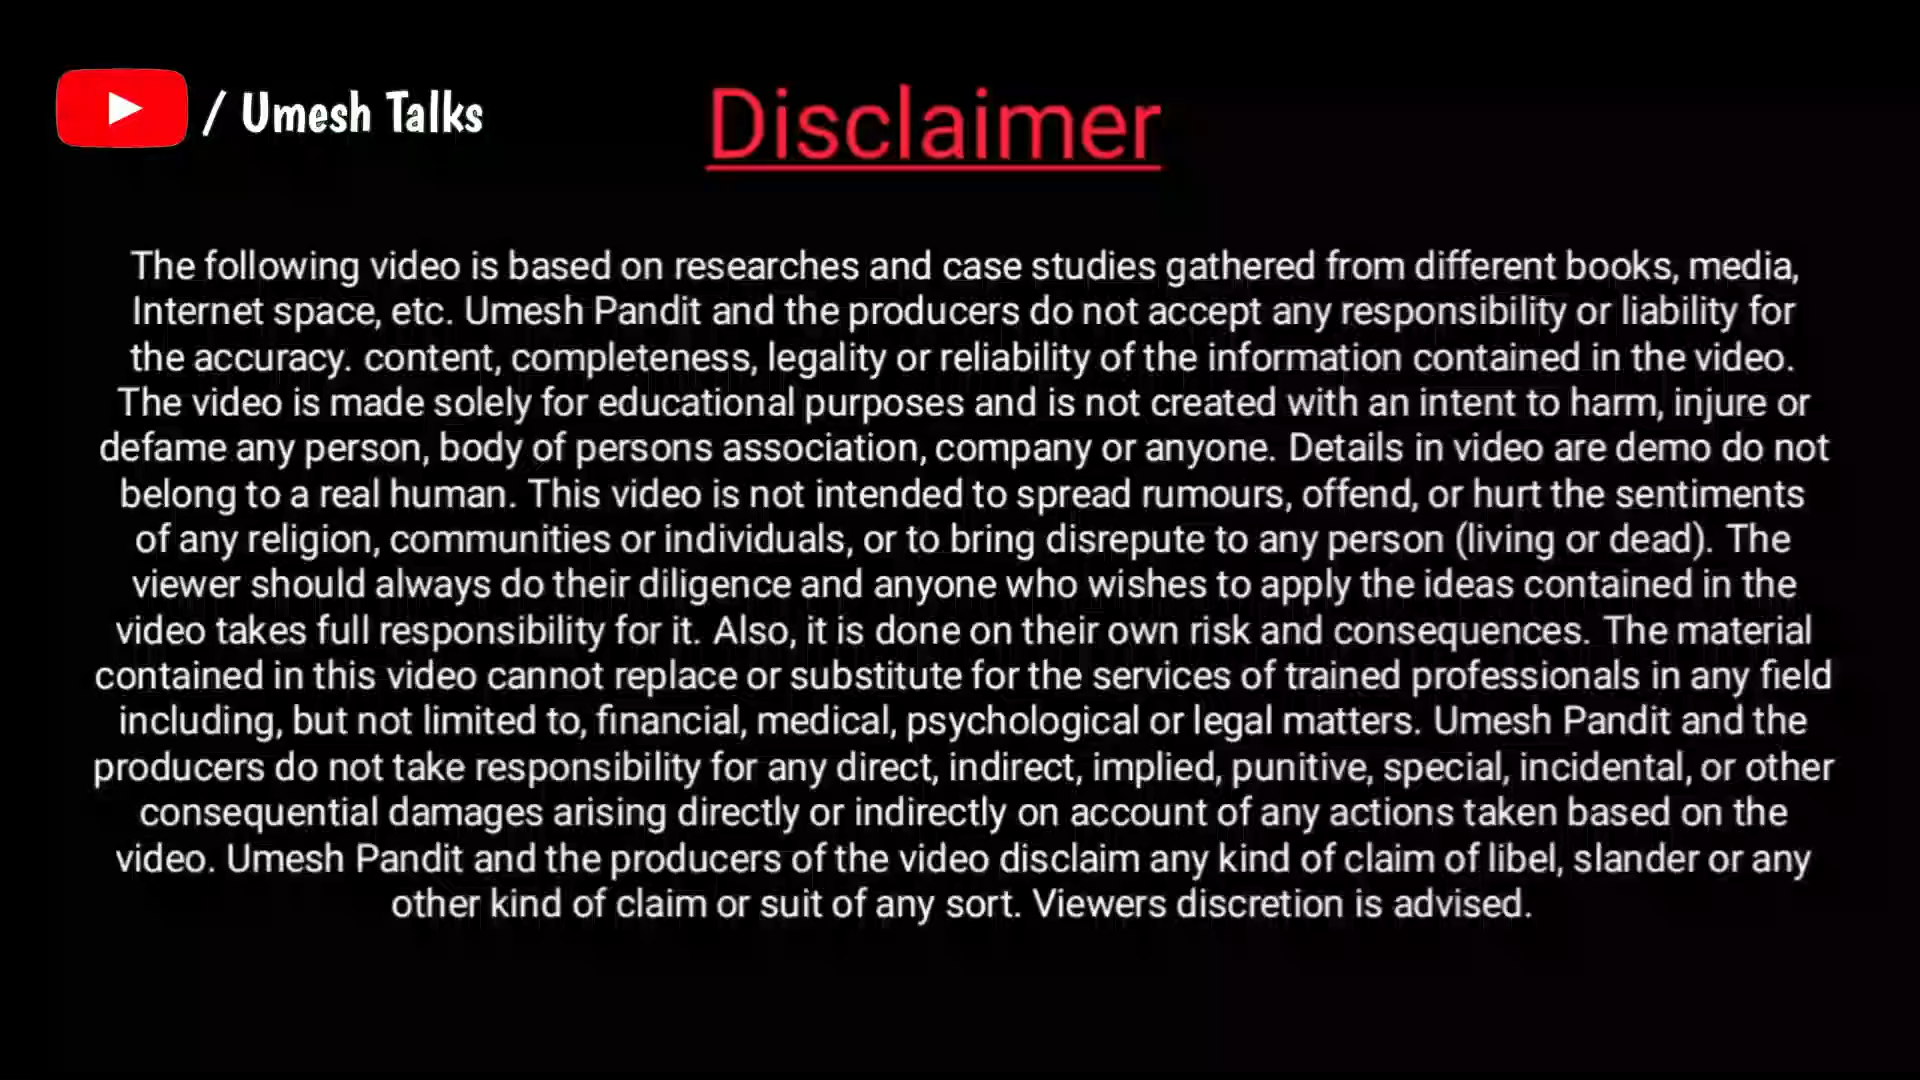 / Umesh Talks
Disclaimer
The following video is based on researches and case studies gathered from different books, media,
Internet space, etc. Umesh Pandit and the producers do not accept any responsibility or liability for
the accuracy. content, completeness, legality or reliability of the information contained in the video.
The video is made solely for educational purposes and is not created with an intent to harm, injure or
defame any person, body of persons association, company or anyone. Details in video are demo do not
belong to a real human. This video is not intended to spread rumours, offend, or hurt the sentiments
of any religion, communities or individuals, or to bring disrepute to any person (living or dead). The
viewer should always do their diligence and anyone who wishes to apply the ideas contained in the
video takes full responsibility for it. Also, it is done on their own risk and consequences. The material
contained in this video cannot replace or substitute for the services of trained professionals in any field
including, but not limited to, financial, medical, psychological or legal matters. Umesh Pandit and the
producers do not take responsibility for any direct, indirect, implied, punitive, special, incidental, or other
consequential damages arising directly or indirectly on account of any actions taken based on the
video. Umesh Pandit and the producers of the video disclaim any kind of claim of libel, slander or any
other kind of claim or suit of any sort. Viewers discretion is advised.